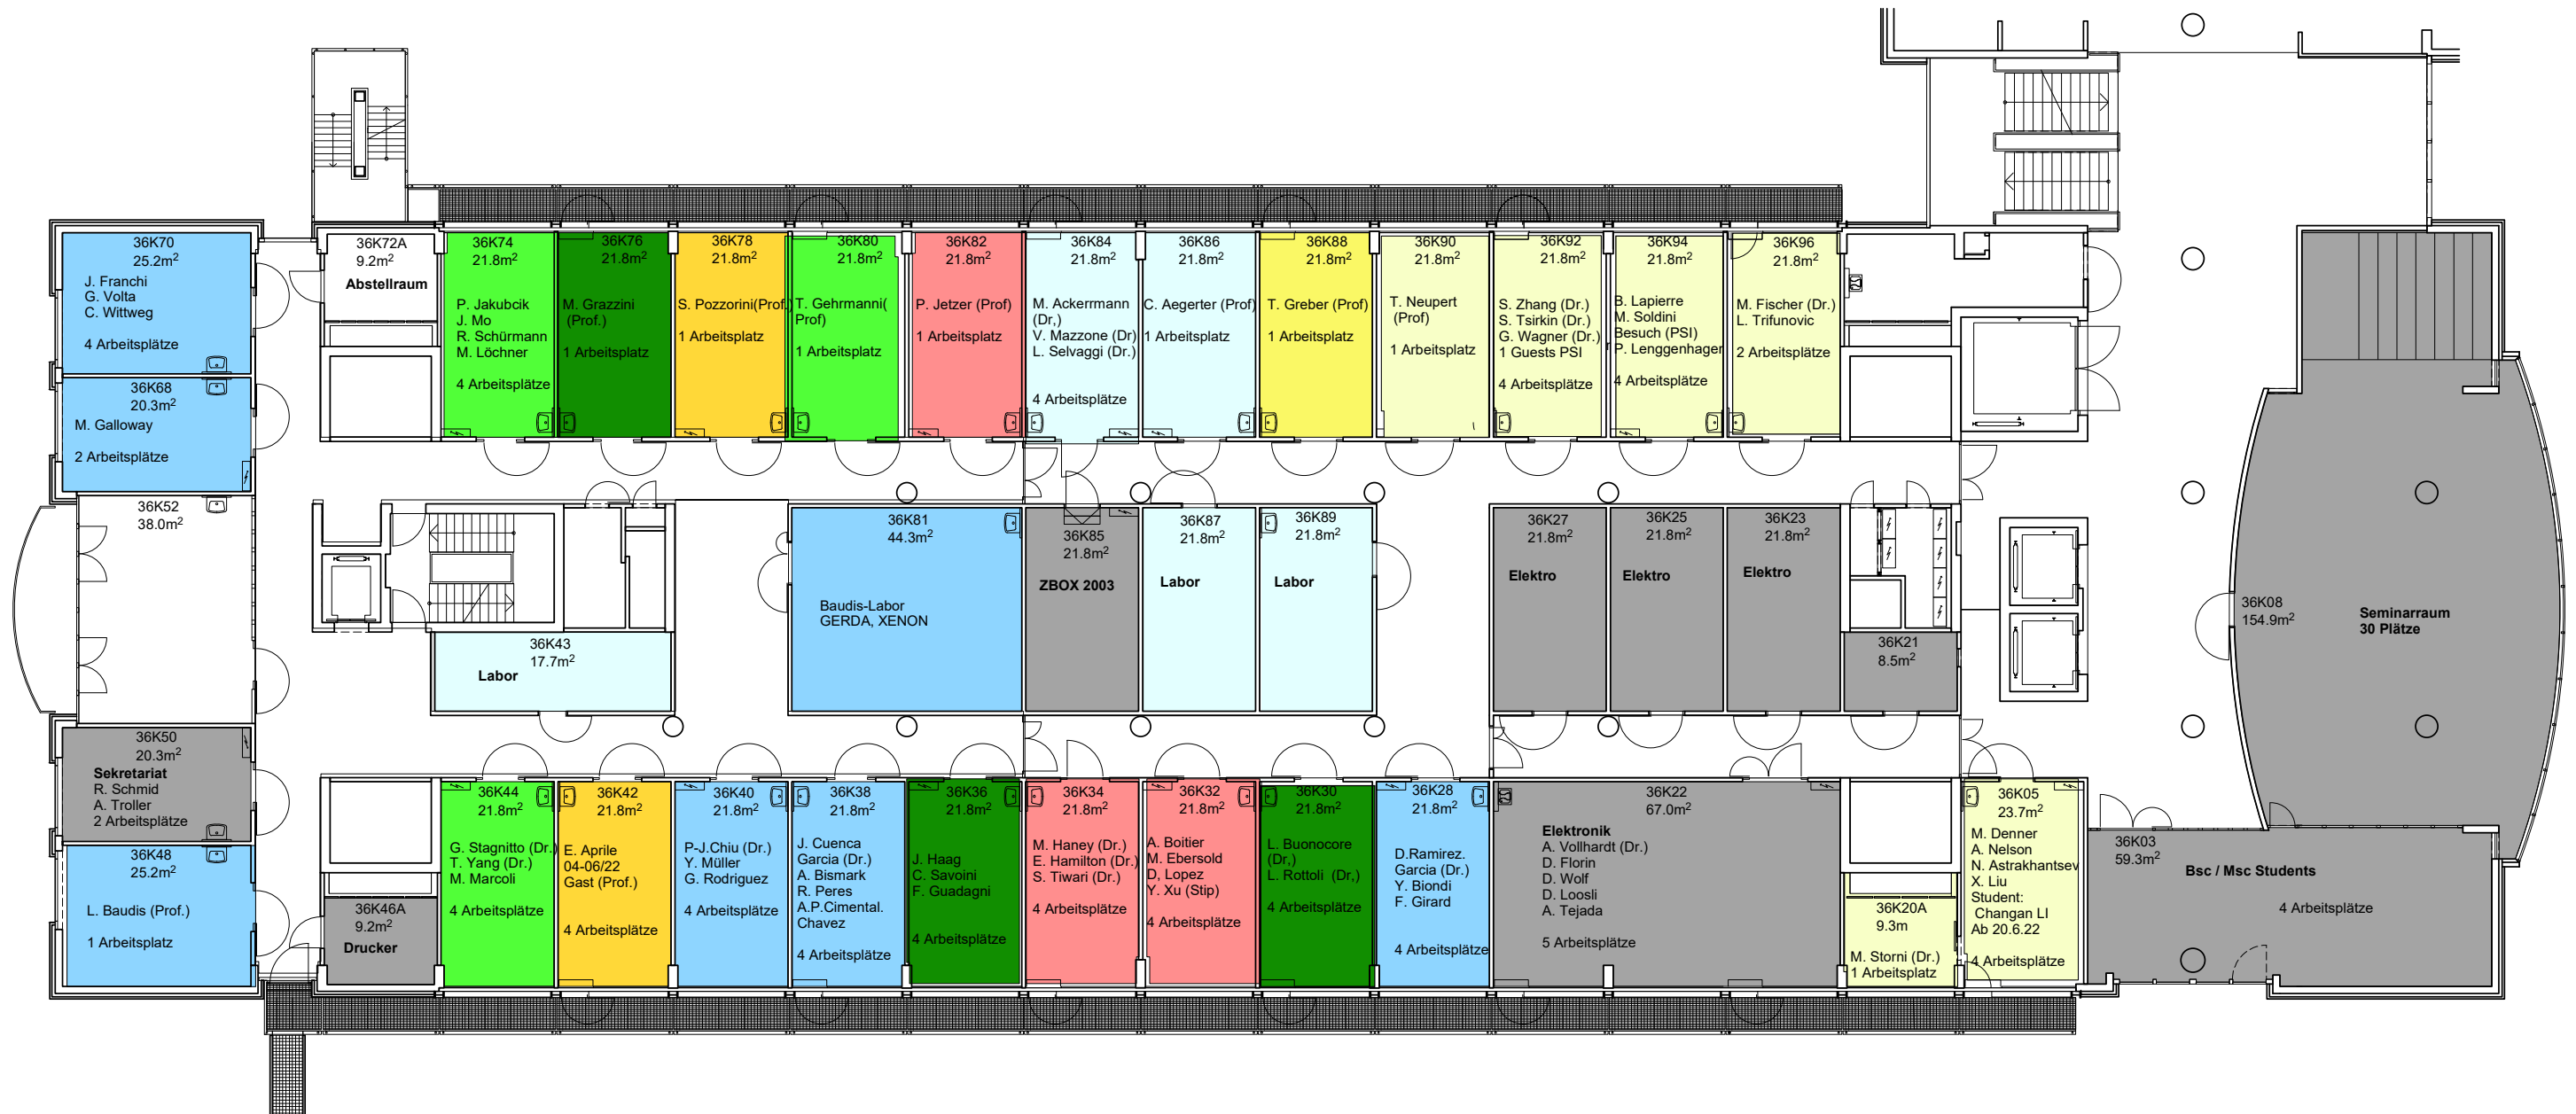 36K70
25.2m²
J. Franchi
G. Volta
C. Wittweg
4 Arbeitsplätze
36K68
20.3m²
M. Galloway
2 Arbeitsplätze
36K52
38.0m²
36K50
20.3m²
Sekretariat
R. Schmid
A. Troller
2 Arbeitsplätze
36K48
25.2m²
L. Baudis (Prof.)
1 Arbeitsplatz
36K72A
9.2m²
Abstellraum
36K74
21.8m²
P. Jakubcik
J. Mo
R. Schürmann
M. Löchner
4 Arbeitsplätze
36K76
21.8m²
M. Grazzini
(Prof.)
1 Arbeitsplatz
36K78
21.8m²
S. Pozzorini(Prof.)
1 Arbeitsplatz
36K80
21.8m²
T. Gehrmanni(
Prof)
1 Arbeitsplatz
36K82
21.8m²
P. Jetzer (Prof)
1 Arbeitsplatz
36K84
21.8m²
M. Ackerrmann
(Dr,)
V. Mazzone (Dr)
L. Selvaggi (Dr.)
4 Arbeitsplätze
36K86
21.8m²
C. Aegerter (Prof)
1 Arbeitsplatz
36K88
21.8m²
T. Greber (Prof)
1 Arbeitsplatz
36K90
21.8m²
T. Neupert
(Prof)
1 Arbeitsplatz
36K92
21.8m²
S. Zhang (Dr.)
S. Tsirkin (Dr.)
G. Wagner (Dr.)
1 Guests PSI
4 Arbeitsplätze
36K94
21.8m²
B. Lapierre
M. Soldini
Besuch (PSI)
P. Lenggenhager
4 Arbeitsplätze
36K96
21.8m²
M. Fischer (Dr.)
L. Trifunovic
2 Arbeitsplätze
36K43
17.7m²
Labor
36K81
44.3m²
Baudis-Labor
GERDA, XENON
36K85
21.8m²
ZBOX 2003
36K87
21.8m²
Labor
36K89
21.8m²
Labor
36K27
21.8m²
Elektro
36K25
21.8m²
Elektro
36K23
21.8m²
Elektro
36K21
8.5m²
36K08
154.9m²
Seminarraum
30 Plätze
36K46A
9.2m²
Drucker
36K44
21.8m²
G. Stagnitto (Dr.)
T. Yang (Dr.)
M. Marcoli
4 Arbeitsplätze
36K42
21.8m²
E. Aprile
04-06/22
Gast (Prof.)
4 Arbeitsplätze
36K40
21.8m²
P-J.Chiu (Dr.)
Y. Müller
G. Rodriguez
4 Arbeitsplätze
36K38
21.8m²
J. Cuenca
Garcia (Dr.)
A. Bismark
R. Peres
A.P.Cimental.
Chavez
4 Arbeitsplätze
36K36
21.8m²
J. Haag
C. Savoini
F. Guadagni
4 Arbeitsplätze
36K34
21.8m²
M. Haney (Dr.)
E. Hamilton (Dr.)
S. Tiwari (Dr.)
4 Arbeitsplätze
36K32
21.8m²
A. Boitier
M. Ebersold
D, Lopez
Y. Xu (Stip)
4 Arbeitsplätze
36K30
21.8m²
L. Buonocore
(Dr,)
L. Rottoli (Dr,)
4 Arbeitsplätze
36K28
21.8m²
D.Ramirez.
Garcia (Dr.)
Y. Biondi
F. Girard
4 Arbeitsplätze
36K22
67.0m²
Elektronik
A. Vollhardt (Dr.)
D. Florin
D. Wolf
D. Loosli
A. Tejada
5 Arbeitsplätze
36K20A
9.3m
M. Storni (Dr.)
1 Arbeitsplatz
36K05
23.7m²
M. Denner
A. Nelson
N. Astrakhantsev
X. Liu
Student:
Changan LI
Ab 20.6.22
4 Arbeitsplätze
36K03
59.3m²
Bsc / Msc Students
4 Arbeitsplätze